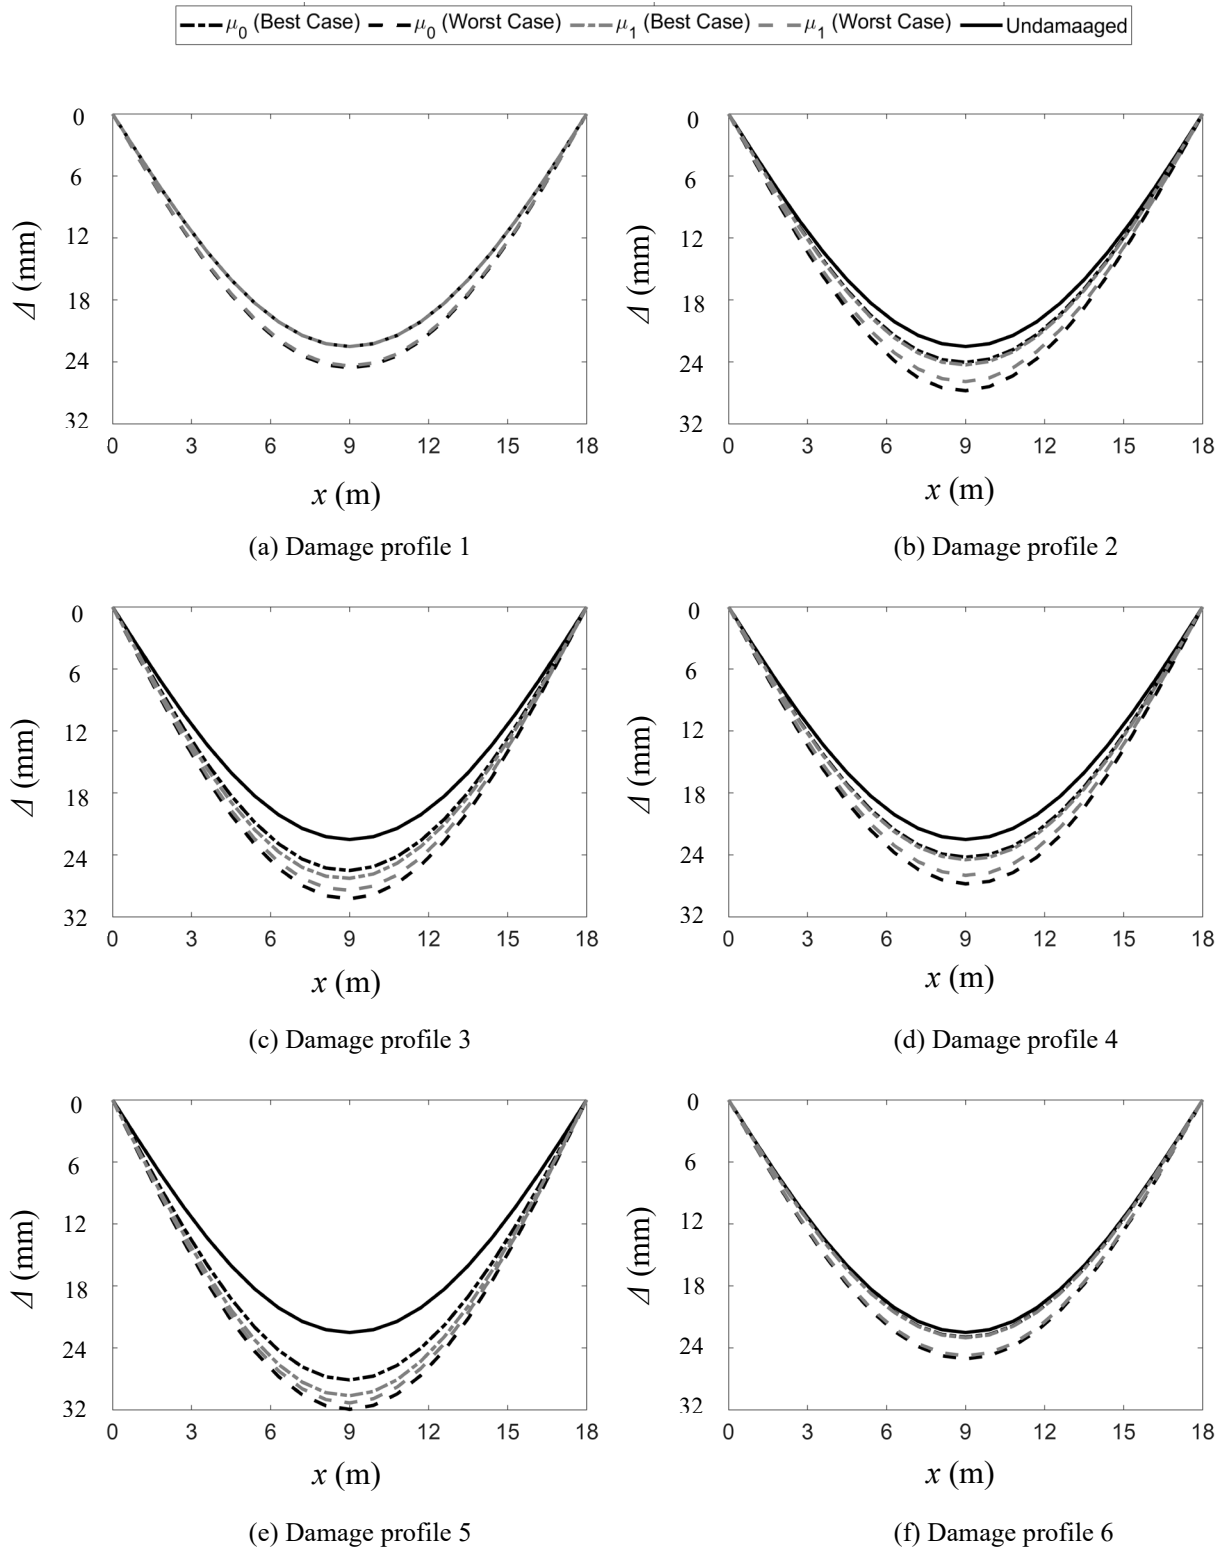 μ0 (Best Case) μ0 (Worst Case) μ1 (Best Case) μ1 (Worst Case) Undamaaged
0
6
12
18
24
32
Δ (mm)
0 3 6 9 12 15 18
x (m)
(a) Damage profile 1
0
6
12
18
24
32
Δ (mm)
0 3 6 9 12 15 18
x (m)
(b) Damage profile 2
0
6
12
18
24
32
Δ (mm)
0 3 6 9 12 15 18
x (m)
(c) Damage profile 3
0
6
12
18
24
32
Δ (mm)
0 3 6 9 12 15 18
x (m)
(d) Damage profile 4
0
6
12
18
24
32
Δ (mm)
0 3 6 9 12 15 18
x (m)
(e) Damage profile 5
0
6
12
18
24
32
Δ (mm)
0 3 6 9 12 15 18
x (m)
(f) Damage profile 6